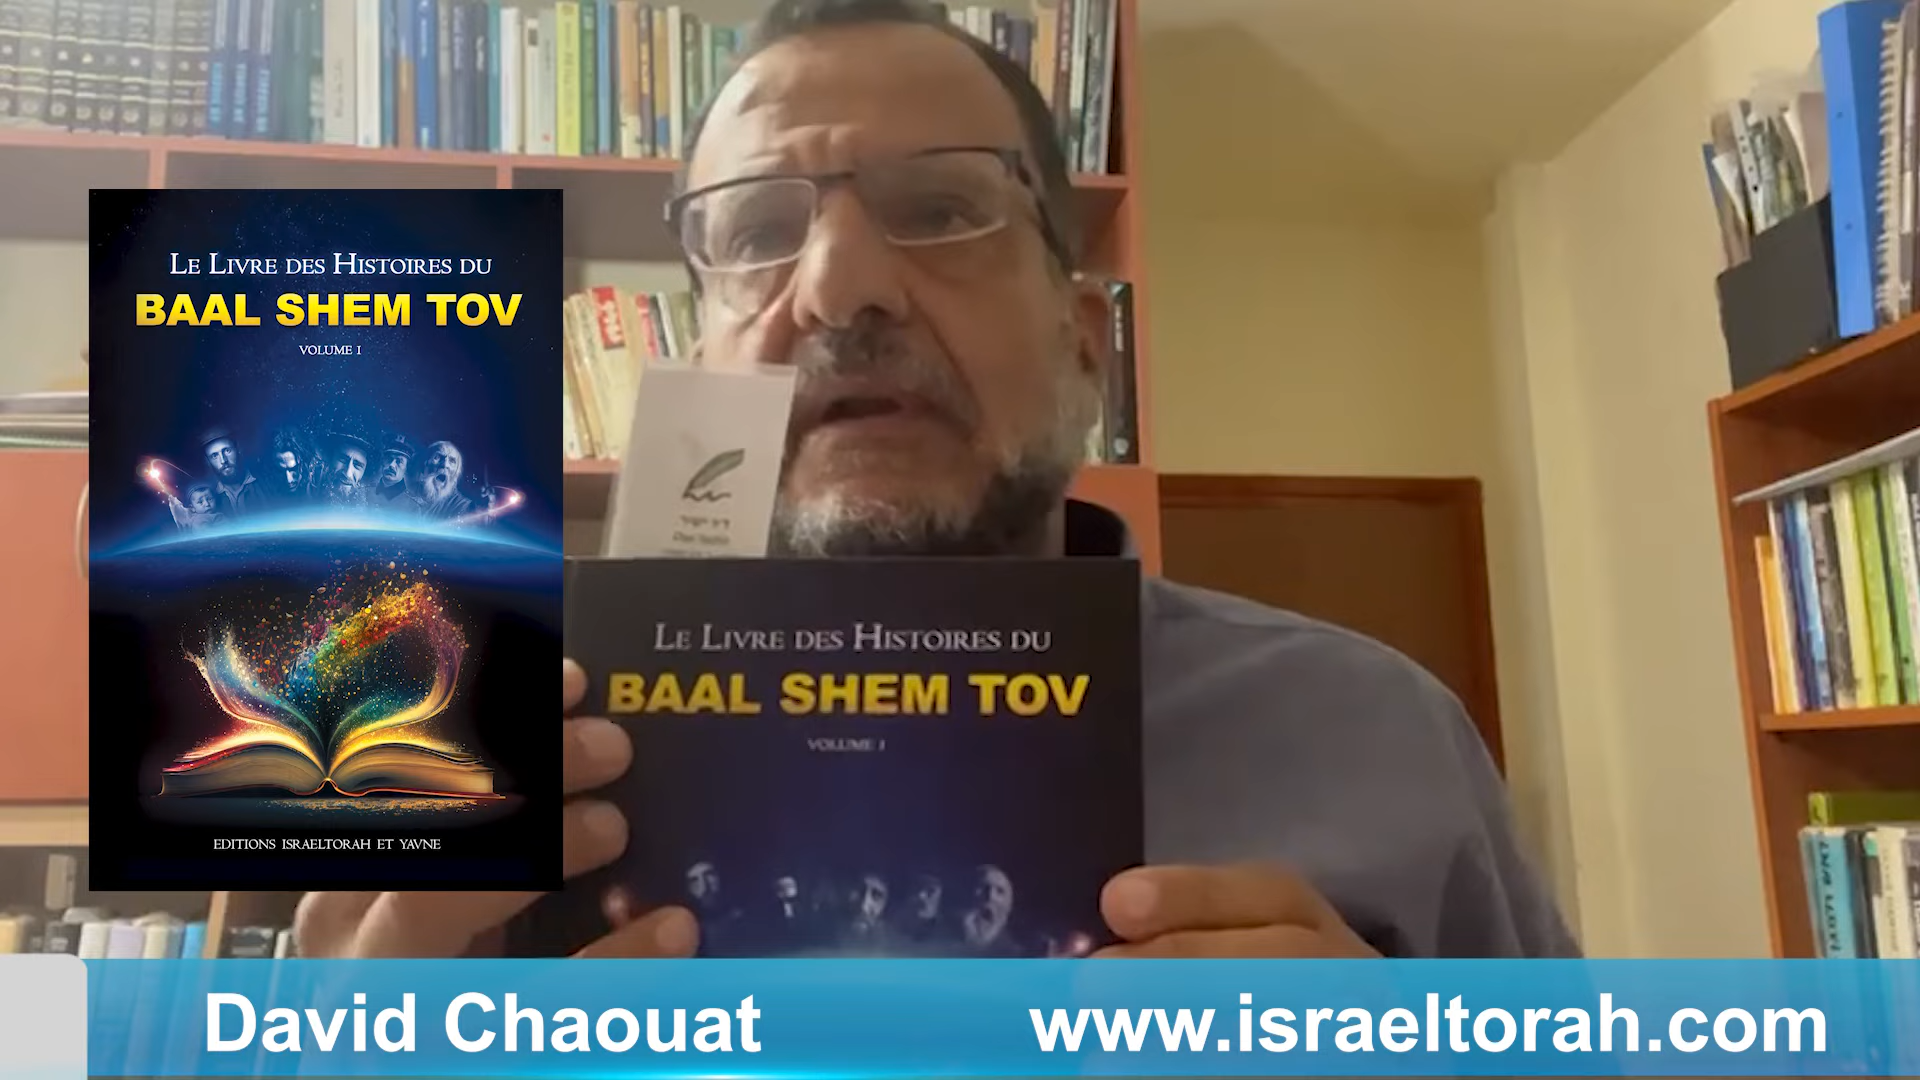 LE LIVRE DES HISTOIRES DU
BAAL SHEM TOV
VOLUME I
EDITIONS ISRAELTORAH ET YAVNE
LE LIVRE DES HISTOIRES DU
BAAL SHEM TOV
VOLUME I
David Chaouat
www.israeltorah.com